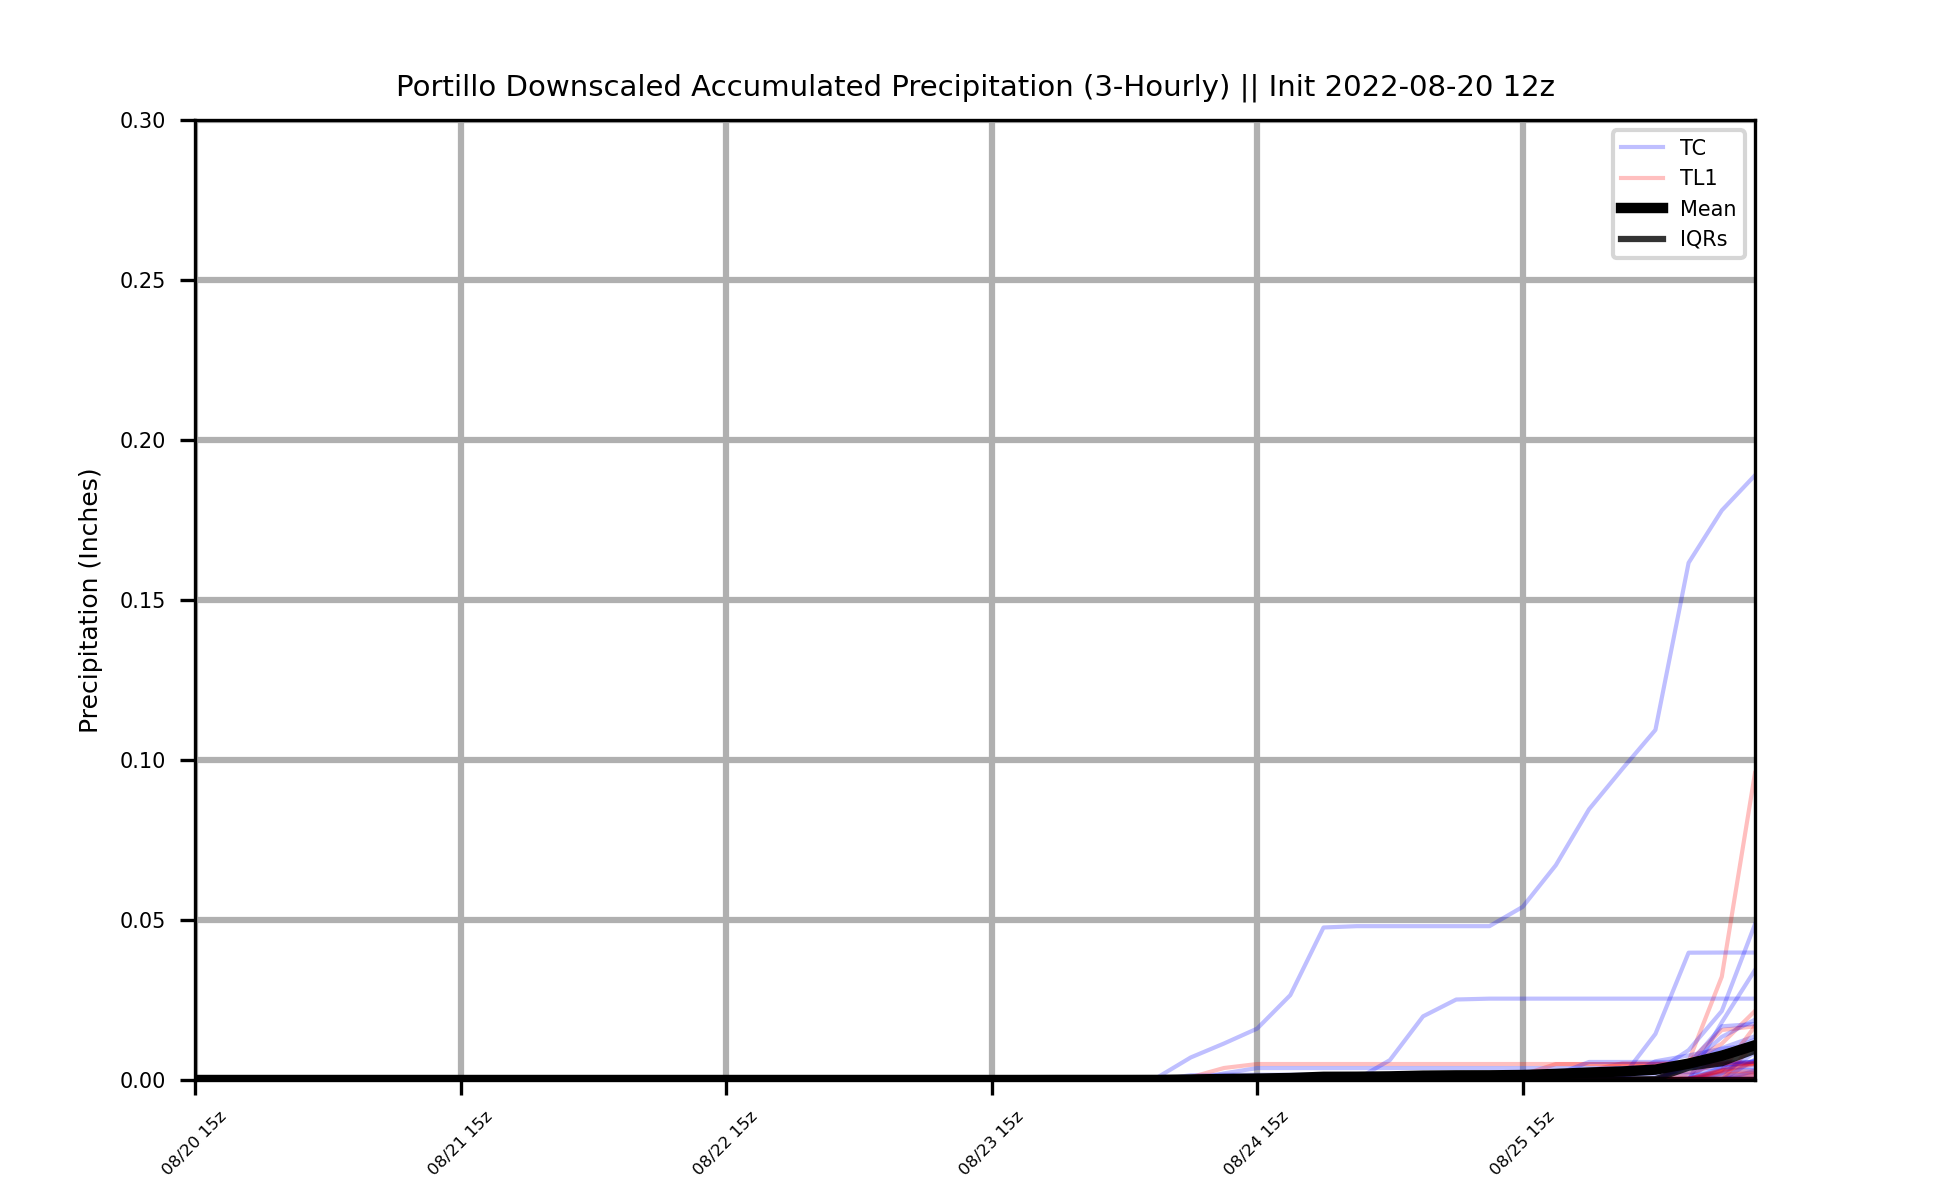 Portillo Downscaled Accumulated Precipitation (3-Hourly) || Init 2022-08-20 12z
TC
TL1
Mean
IQRs
Precipitation (Inches)
0.30
0.25
0.20
0.15
0.10
0.05
0.00
08/20 15z
08/21 15z
08/22 15z
08/23 15z
08/24 15z
08/25 15z